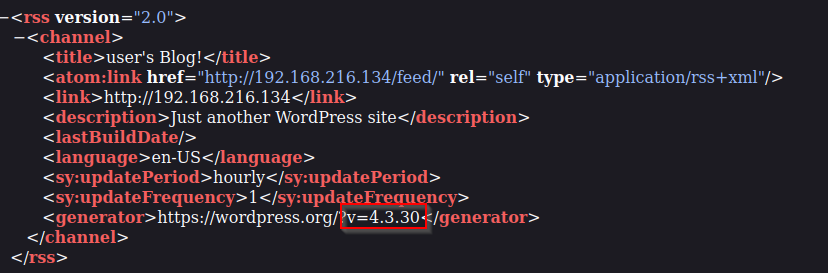 −<rss version="2.0">
−<channel>
<title>user's Blog!</title>
<atom:link href="http://192.168.216.134/feed/" rel="self" type="application/rss+xml"/>
<link>http://192.168.216.134</link>
<description>Just another WordPress site</description>
<lastBuildDate/>
<language>en-US</language>
<sy:updatePeriod>hourly</sy:updatePeriod>
<sy:updateFrequency>1</sy:updateFrequency>
<generator>https://wordpress.org/?v=4.3.30</generator>
</channel>
</rss>